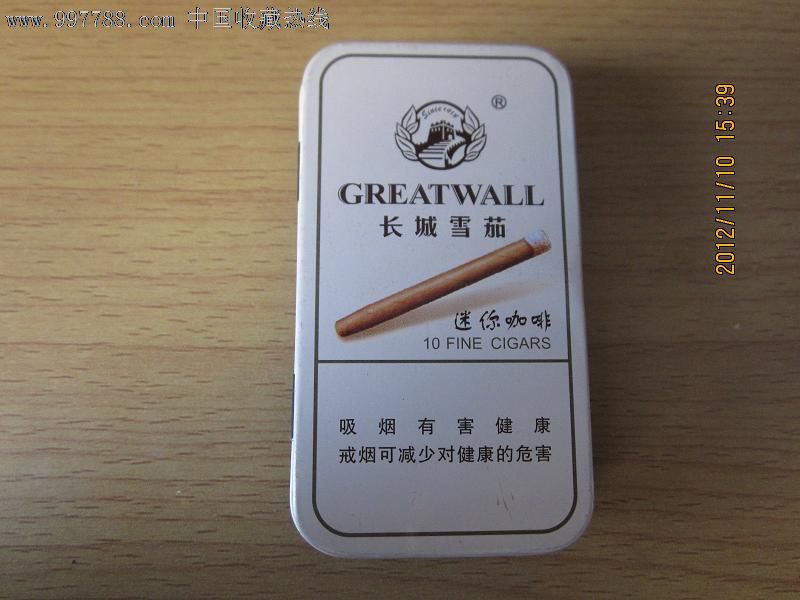 www.997788.com 中国收藏热线
®
GREATWALL
长城雪茄
迷你咖啡
10 FINE CIGARS
吸烟有害健康
戒烟可减少对健康的危害
2012/11/10 15:39